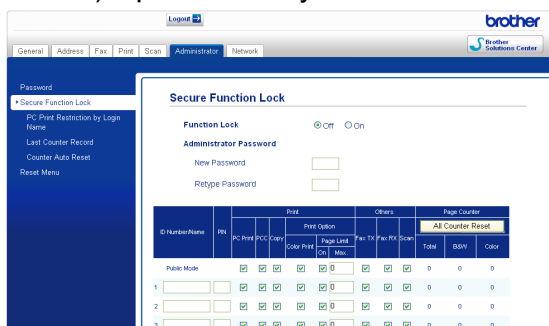 Logout
brother
General Address Fax Print Scan Administrator Network
Brother
Solutions Center
Password
Secure Function Lock
PC Print Restriction by Login
Name
Last Counter Record
Counter Auto Reset
Reset Menu
Secure Function Lock
Function Lock Off On
Administrator Password
New Password
Retype Password
Print Others Page Counter
Print Option All Counter Reset
ID Number/Name PIN PC Print PCC Copy Color Print Page Limit Fax TX Fax RX Scan Total B&W Color
On Max.
Public Mode 0 0 0 0
1 0 0 0 0
2 0 0 0 0